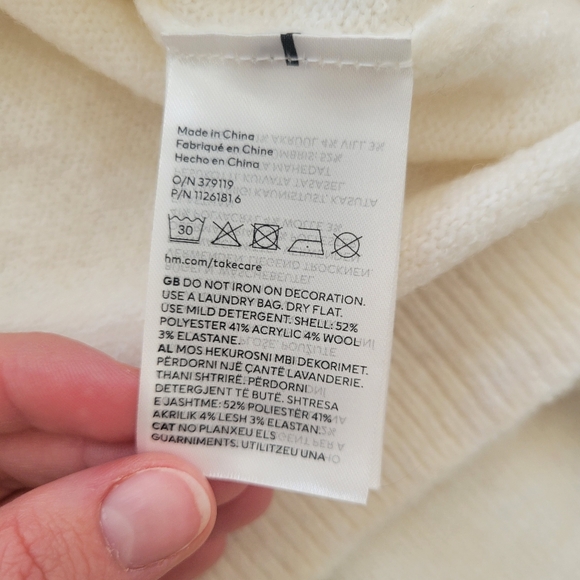 Made in China
Fabriqué en Chine
Hecho en China
O/N 379119
P/N 1126181.6
30
hm.com/takecare
GB DO NOT IRON ON DECORATION.
USE A LAUNDRY BAG. DRY FLAT.
USE MILD DETERGENT. SHELL: 52%
POLYESTER 41% ACRYLIC 4% WOOL
3% ELASTANE.
AL MOS HEKUROSNI MBI DEKORIMET.
PËRDORNI NJË ÇANTË LAVANDERIE.
THANI SHTRIRË. PËRDORNI
DETERGJENT TË BUTË. SHTRESA
E JASHTME: 52% POLIESTËR 41%
AKRILIK 4% LESH 3% ELASTAN.
CAT NO PLANXEU ELS
GUARNIMENTS. UTILITZEU UNA